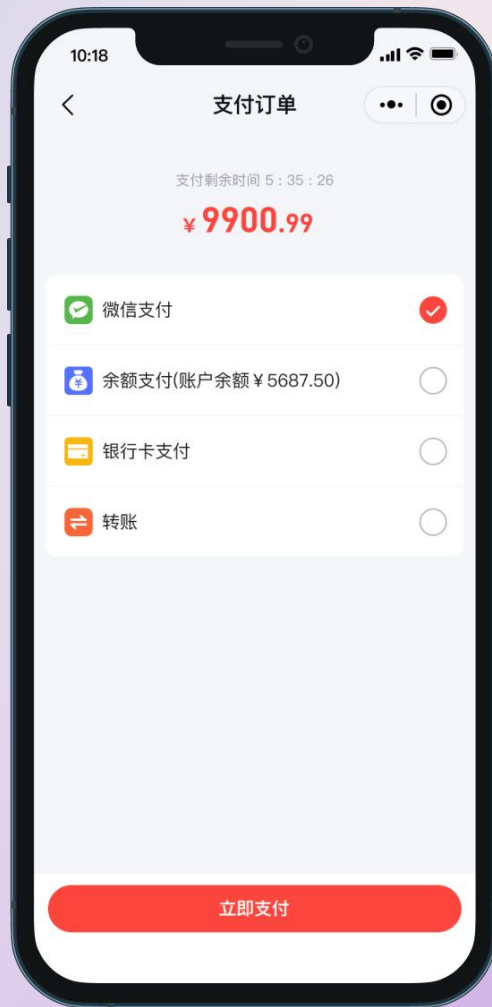 10:18
支付订单
支付剩余时间 5 : 35 : 26
¥ 9900.99
微信支付
余额支付(账户余额¥5687.50)
银行卡支付
转账
立即支付